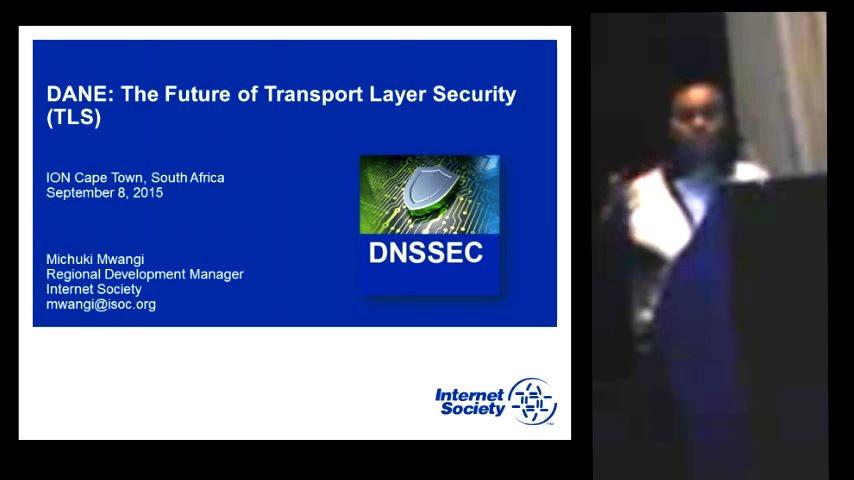 DANE: The Future of Transport Layer Security
(TLS)
ION Cape Town, South Africa
September 8, 2015
DNSSEC
Michuki Mwangi
Regional Development Manager
Internet Society
mwangi@isoc.org
Internet
Society